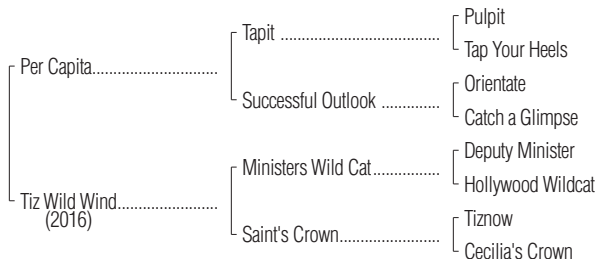 Pulpit
Tapit ................................
Tap Your Heels
Per Capita.........................
Orientate
Successful Outlook ..............
Catch a Glimpse
Deputy Minister
Ministers Wild Cat................
Hollywood Wildcat
Tiz Wild Wind....................
(2016)
Tiznow
Saint's Crown.....................
Cecilia's Crown